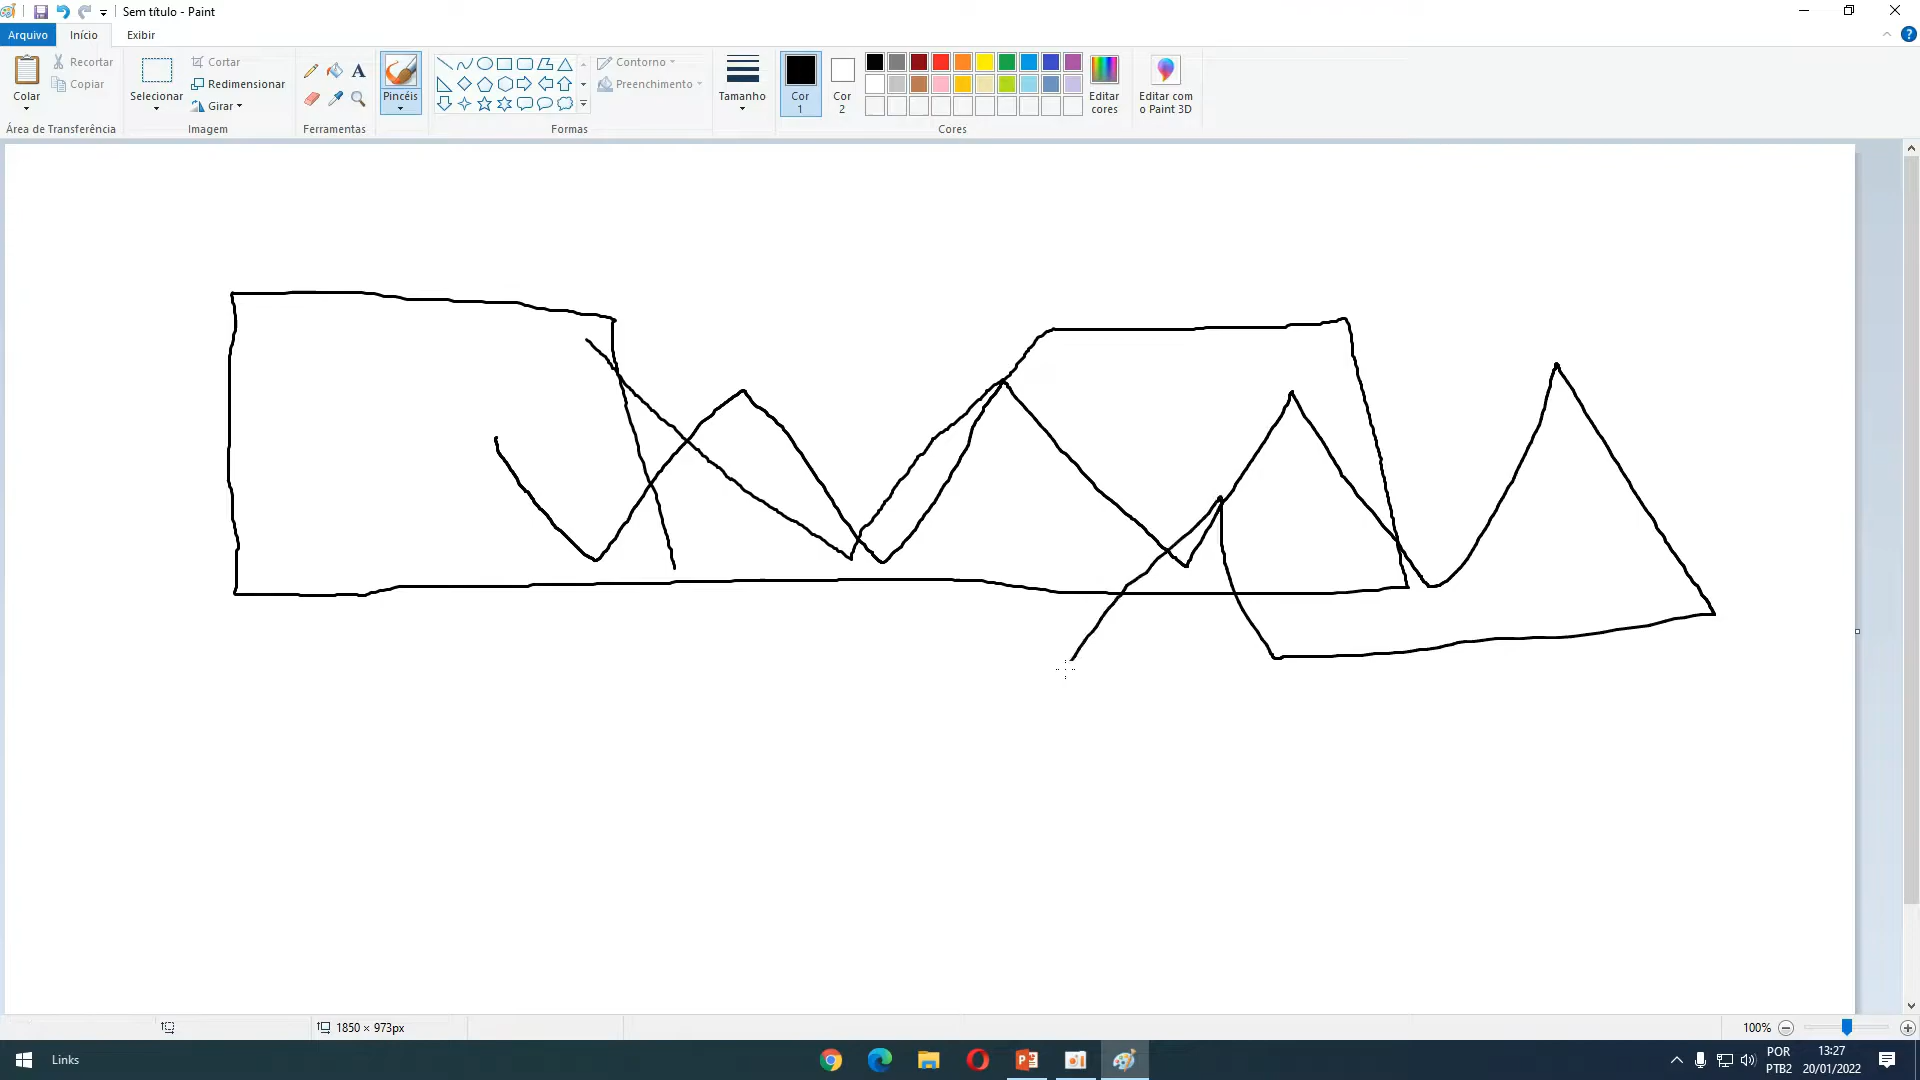 Sem título - Paint
Arquivo Início Exibir
Colar
Recortar
Copiar
Área de Transferência
Selecionar
Cortar
Redimensionar
Girar
Imagem
A
Ferramentas
Pincéis
Contorno
Preenchimento
Formas
Tamanho
Cor 1
Cor 2
Editar cores
Cores
Editar com o Paint 3D
1850 × 973px
100%
Links
POR
PTB2
13:27
20/01/2022